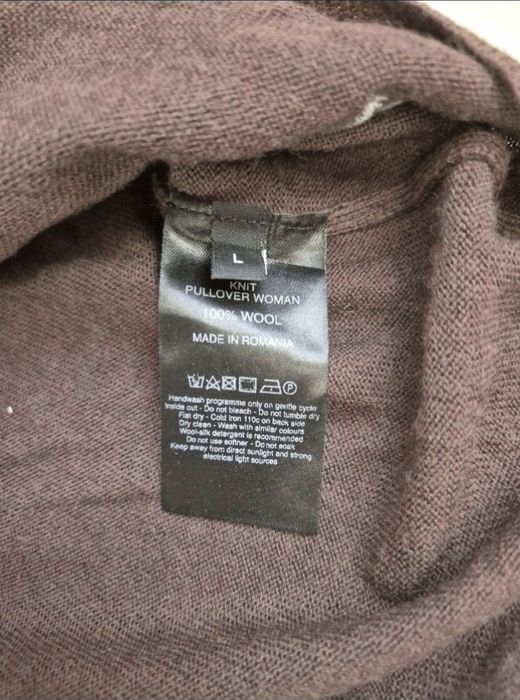 L
KNIT
PULLOVER WOMAN
100% WOOL
MADE IN ROMANIA
Handwash programme only on gentle cycle
inside out - Do not bleach - Do not tumble dry
Flat dry - Cold iron 110c on back side
Dry clean - Wash with similar colours
Wool-silk detergent is recommended
Do not use softner - Do not soak
Keep away from direct sunlight and strong
electrical light sources